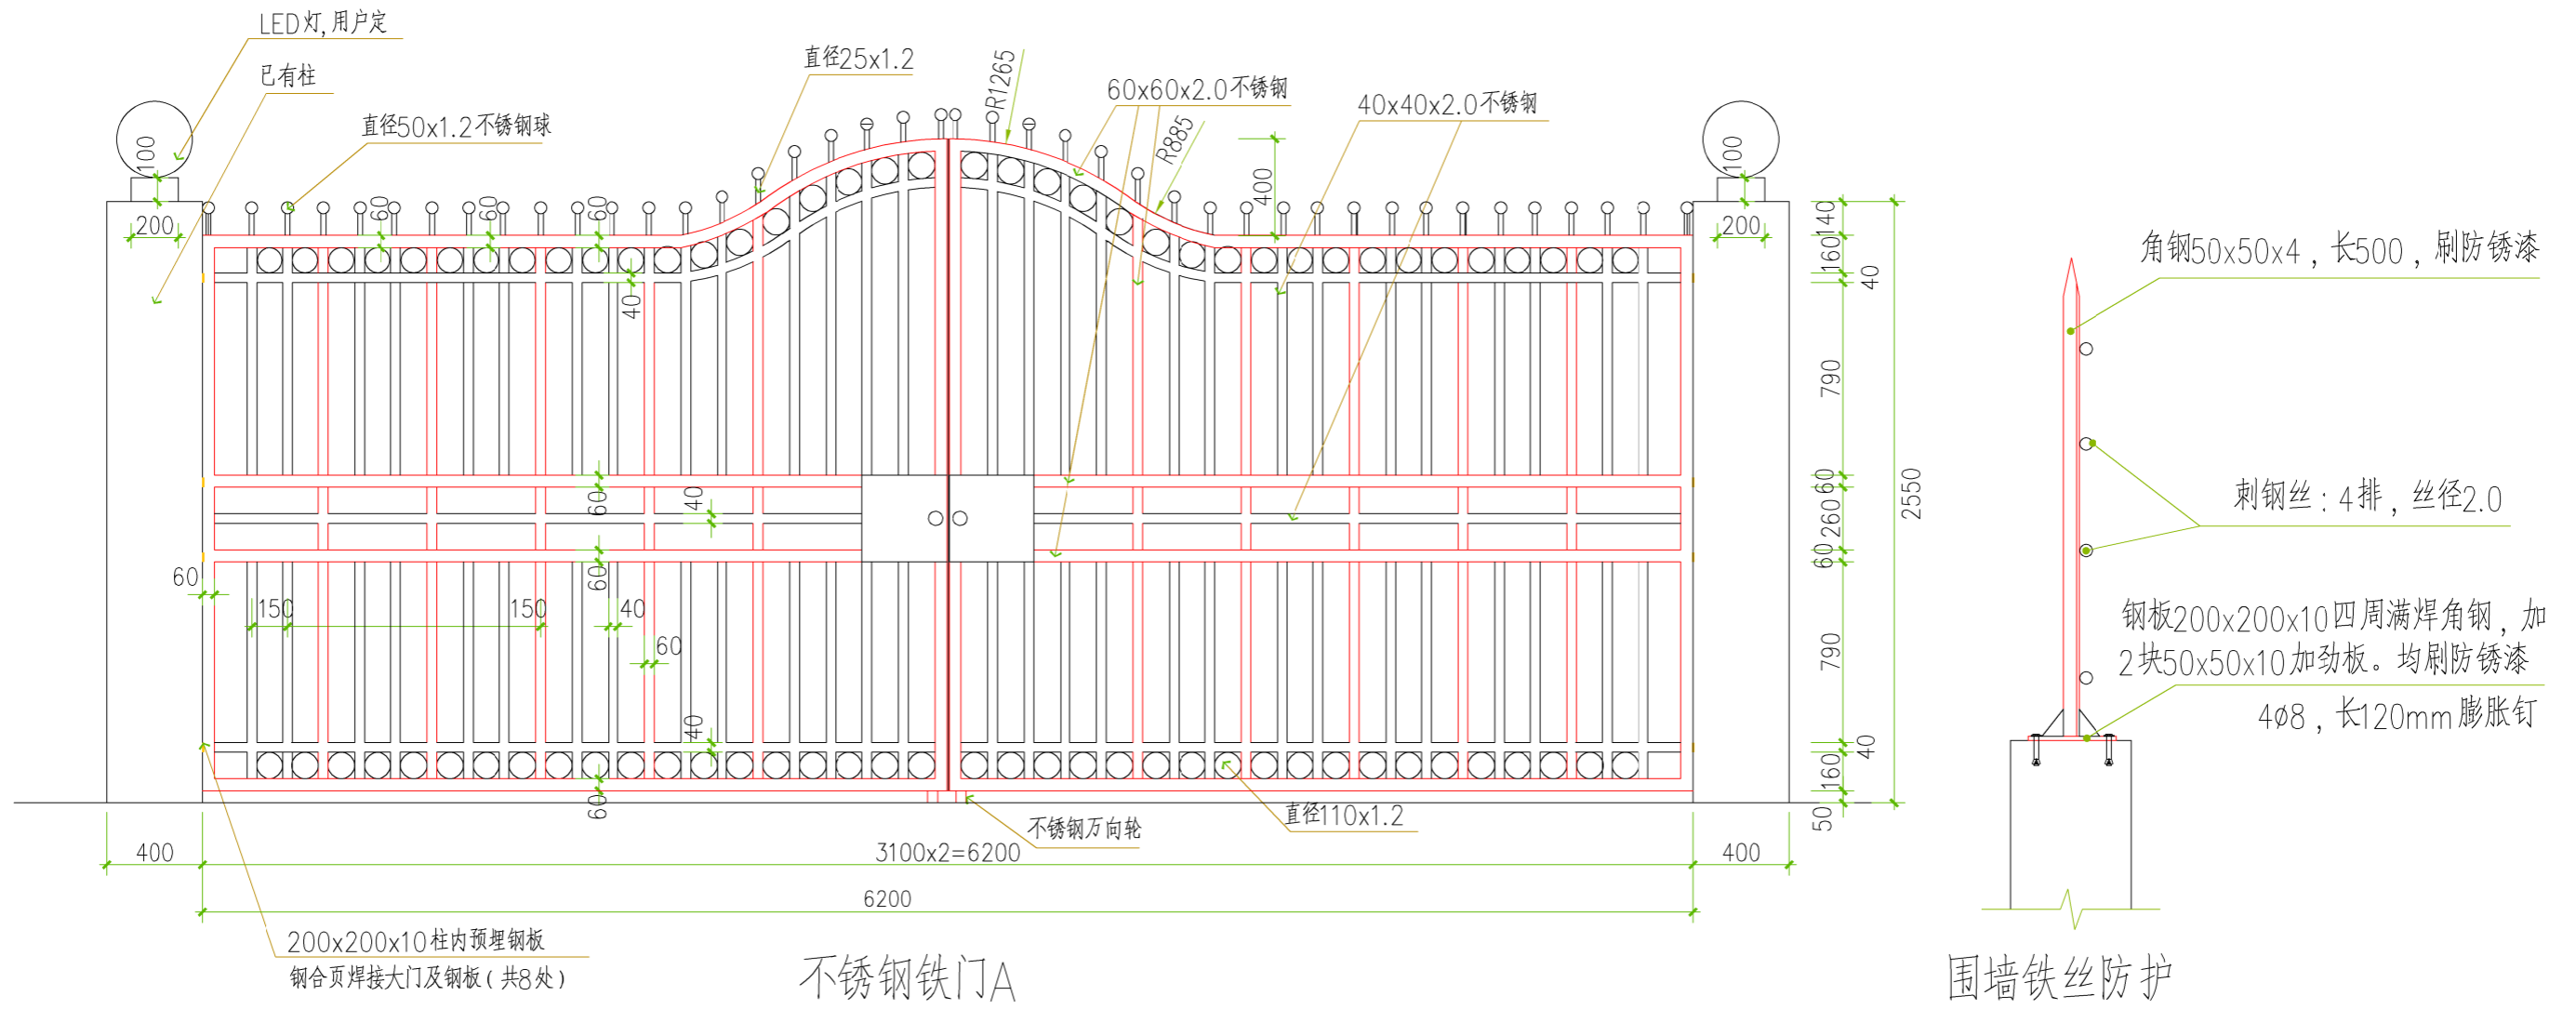 LED灯,用户定
已有柱
直径50x1.2不锈钢球
直径25x1.2
R1265
60x60x2.0不锈钢
R885
40x40x2.0不锈钢
100
100
400
200
200
60
60
60
40
140
160
40
790
60
260
60
790
40
160
50
2550
60
40
60
60
150
150
40
60
40
60
直径110x1.2
不锈钢万向轮
400
3100x2=6200
400
6200
200x200x10柱内预埋钢板
钢合页焊接大门及钢板(共8处)
不锈钢铁门A
角钢50x50x4,长500,刷防锈漆
刺钢丝:4排,丝径2.0
钢板200x200x10四周满焊角钢,加
2块50x50x10加劲板。均刷防锈漆
4ø8,长120mm膨胀钉
围墙铁丝防护